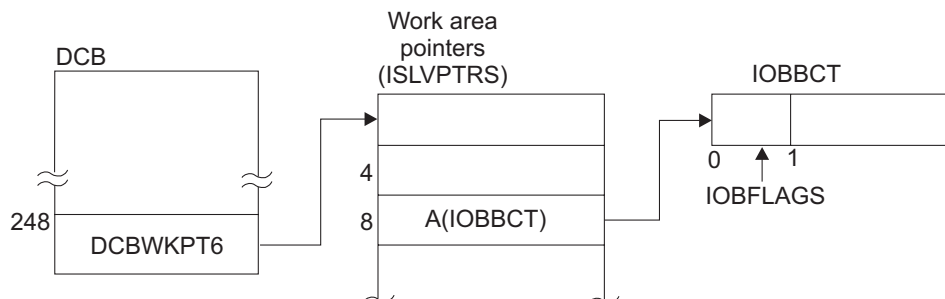 Work area
pointers
(ISLVPTRS)
DCB
IOBBCT
4
0
1
IOBFLAGS
248
DCBWKPT6
8
A(IOBBCT)